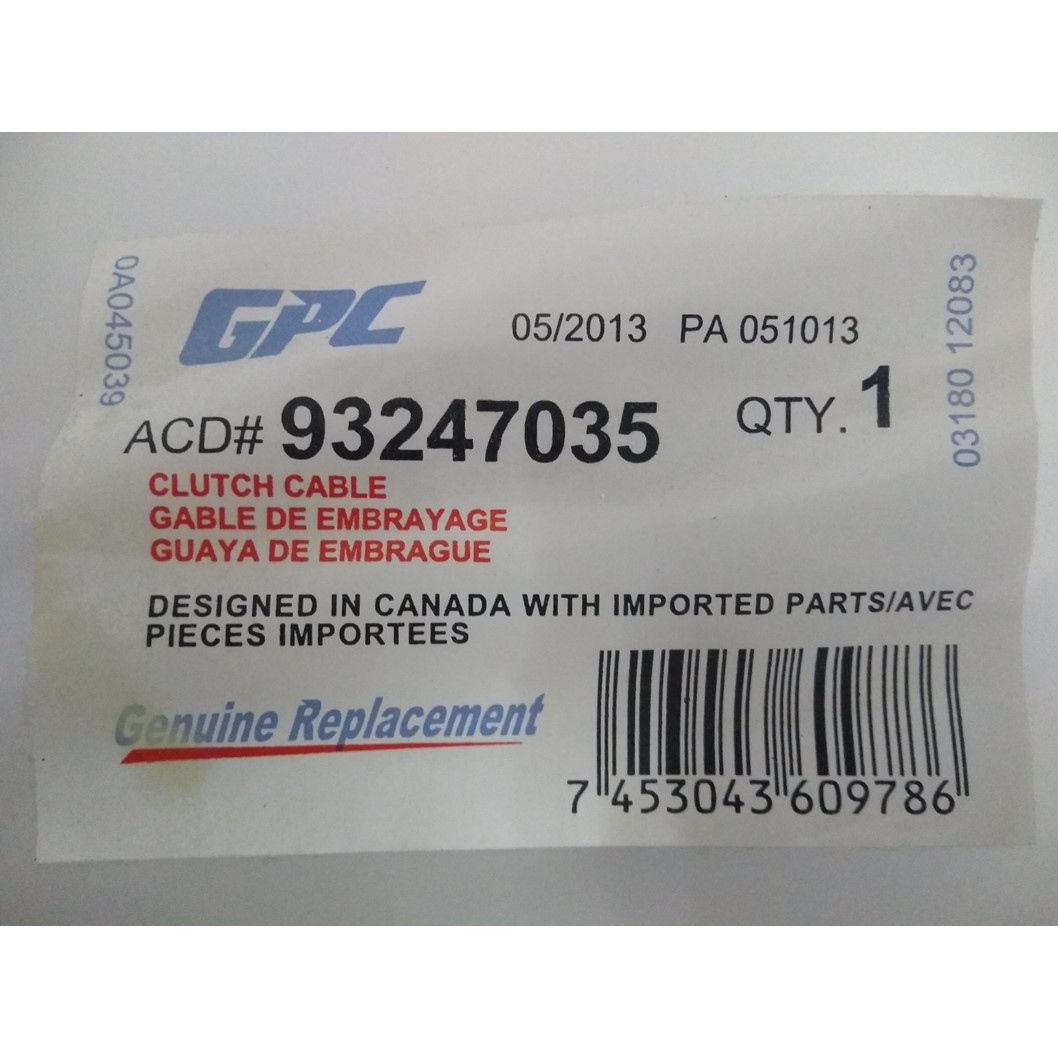 0A045039
GPC
05/2013 PA 051013
03180 12083
ACD# 93247035
QTY. 1
CLUTCH CABLE
GABLE DE EMBRAYAGE
GUAYA DE EMBRAGUE
DESIGNED IN CANADA WITH IMPORTED PARTS/AVEC
PIECES IMPORTEES
Genuine Replacement
7 453043 609786